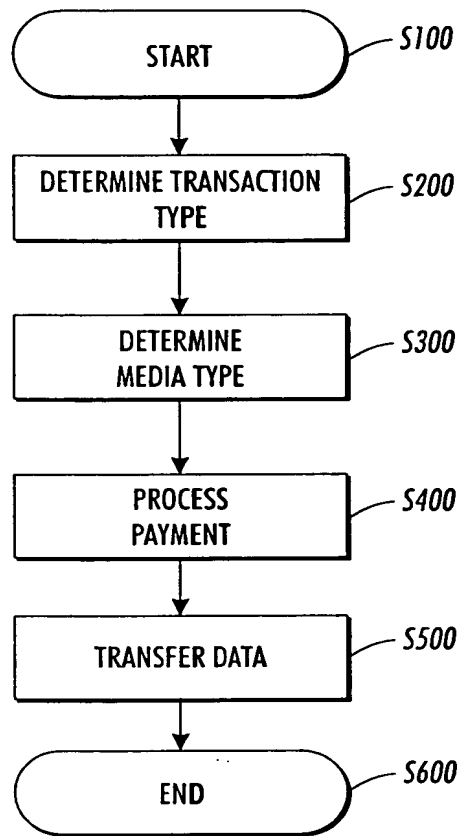 START
S100
DETERMINE TRANSACTION
TYPE
S200
DETERMINE
MEDIA TYPE
S300
PROCESS
PAYMENT
S400
TRANSFER DATA
S500
END
S600